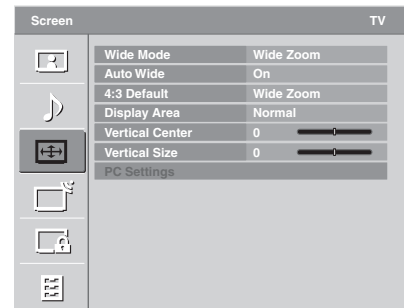 Screen TV
Wide Mode Wide Zoom
Auto Wide On
4:3 Default Wide Zoom
Display Area Normal
Vertical Center 0
Vertical Size 0
PC Settings